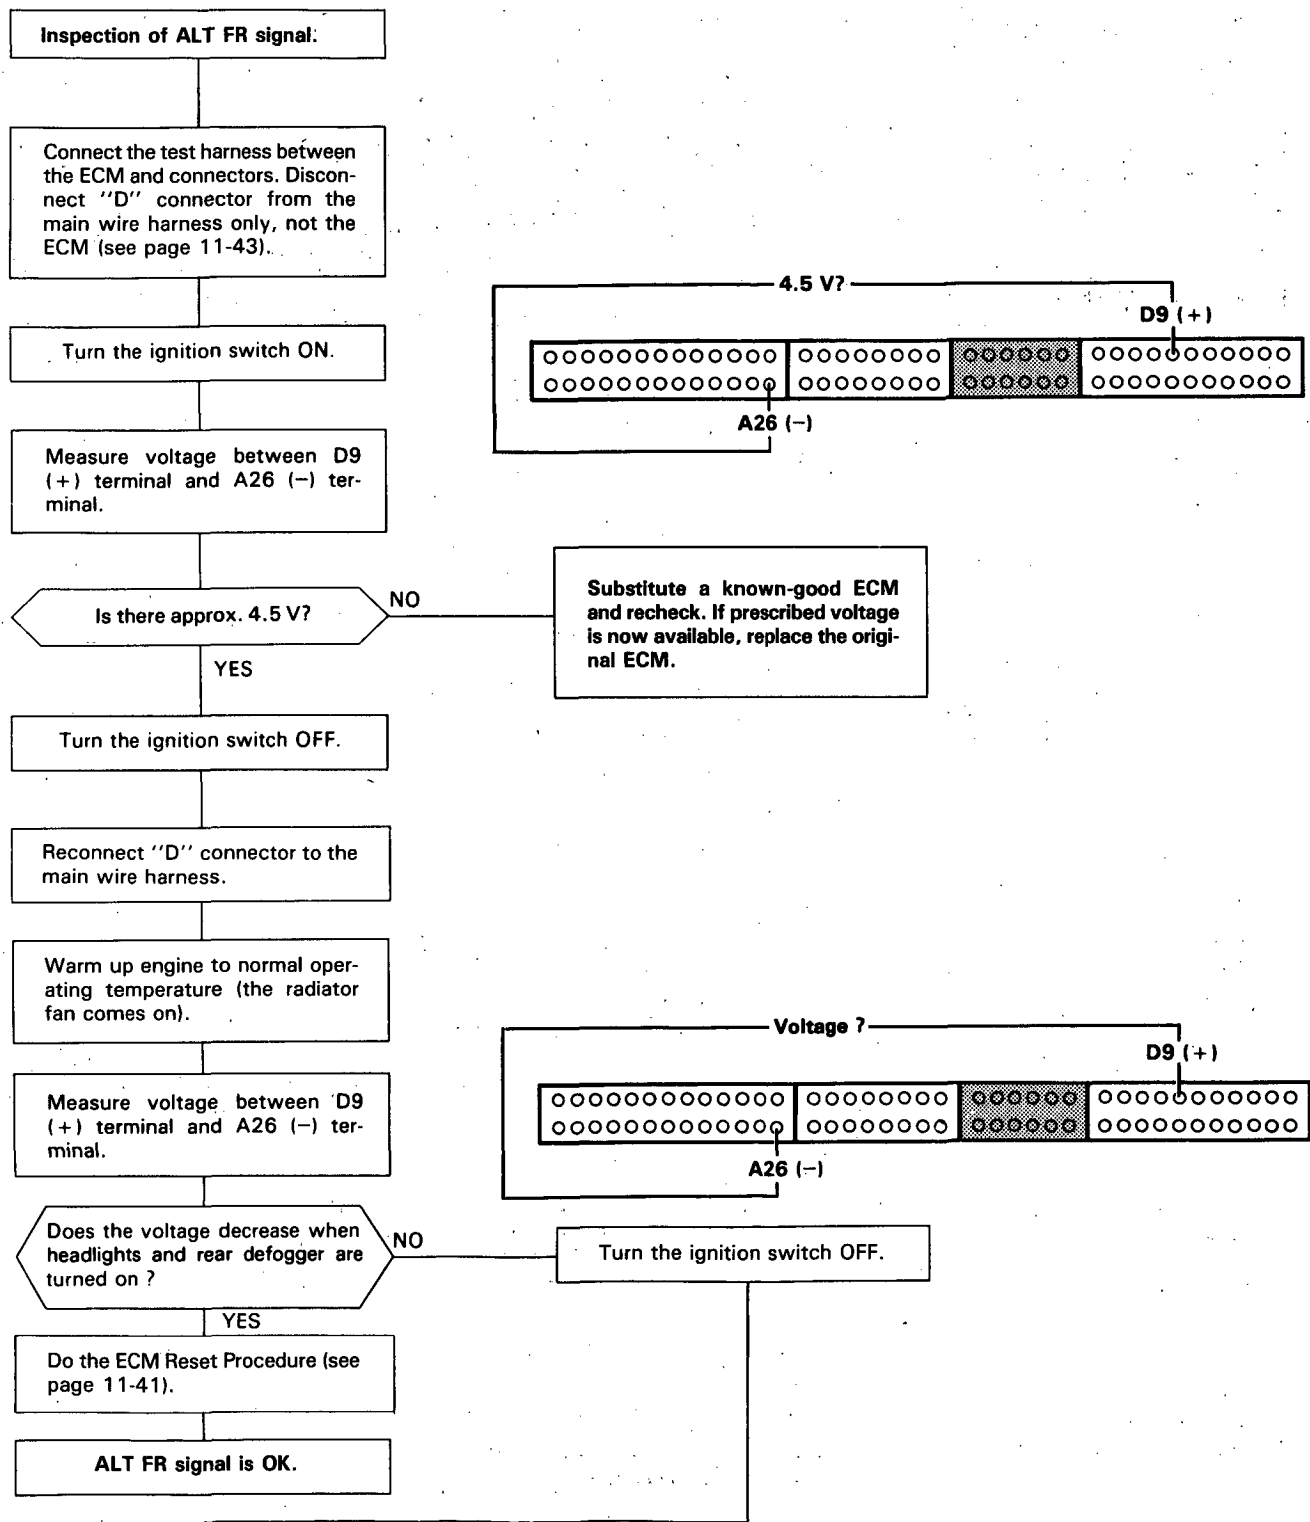 Inspection of ALT FR signal.
Connect the test harness between
the ECM and connectors. Discon-
nect "D" connector from the
main wire harness only, not the
ECM (see page 11-43).
Turn the ignition switch ON.
4.5 V?
D9 (+)
A26 (−)
Measure voltage between D9
(+) terminal and A26 (−) ter-
minal.
Is there approx. 4.5 V?
NO
Substitute a known-good ECM
and recheck. If prescribed voltage
is now available, replace the origi-
nal ECM.
YES
Turn the ignition switch OFF.
Reconnect "D" connector to the
main wire harness.
Warm up engine to normal oper-
ating temperature (the radiator
fan comes on).
Voltage ?
D9 (+)
A26 (−)
Measure voltage between D9
(+) terminal and A26 (−) ter-
minal.
Does the voltage decrease when
headlights and rear defogger are
turned on ?
NO
Turn the ignition switch OFF.
YES
Do the ECM Reset Procedure (see
page 11-41).
ALT FR signal is OK.